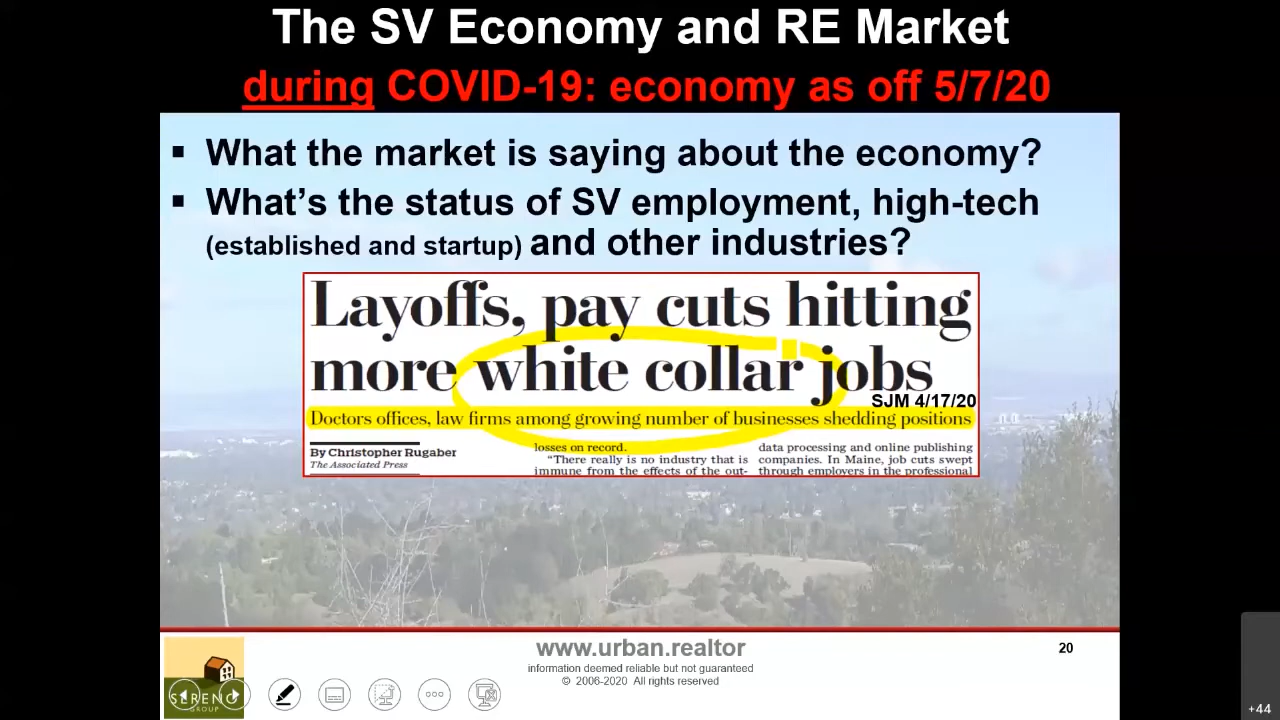 The SV Economy and RE Market
during COVID-19: economy as off 5/7/20
▪ What the market is saying about the economy?
▪ What's the status of SV employment, high-tech
(established and startup) and other industries?
Layoffs, pay cuts hitting
more white collar jobs
SJM 4/17/20
Doctors offices, law firms among growing number of businesses shedding positions
By Christopher Rugaber
The Associated Press
losses on record.
"There really is no industry that is
immune from the effects of the out-
data processing and online publishing
companies. In Maine, job cuts swept
through employers in the professional
www.urban.realtor
information deemed reliable but not guaranteed
© 2006-2020 All rights reserved
20
SERENO
GROUP
+44